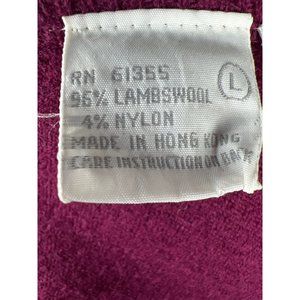 RN 61355
L
96% LAMBSWOOL
4% NYLON
MADE IN HONG KONG
CARE INSTRUCTION ON BACK